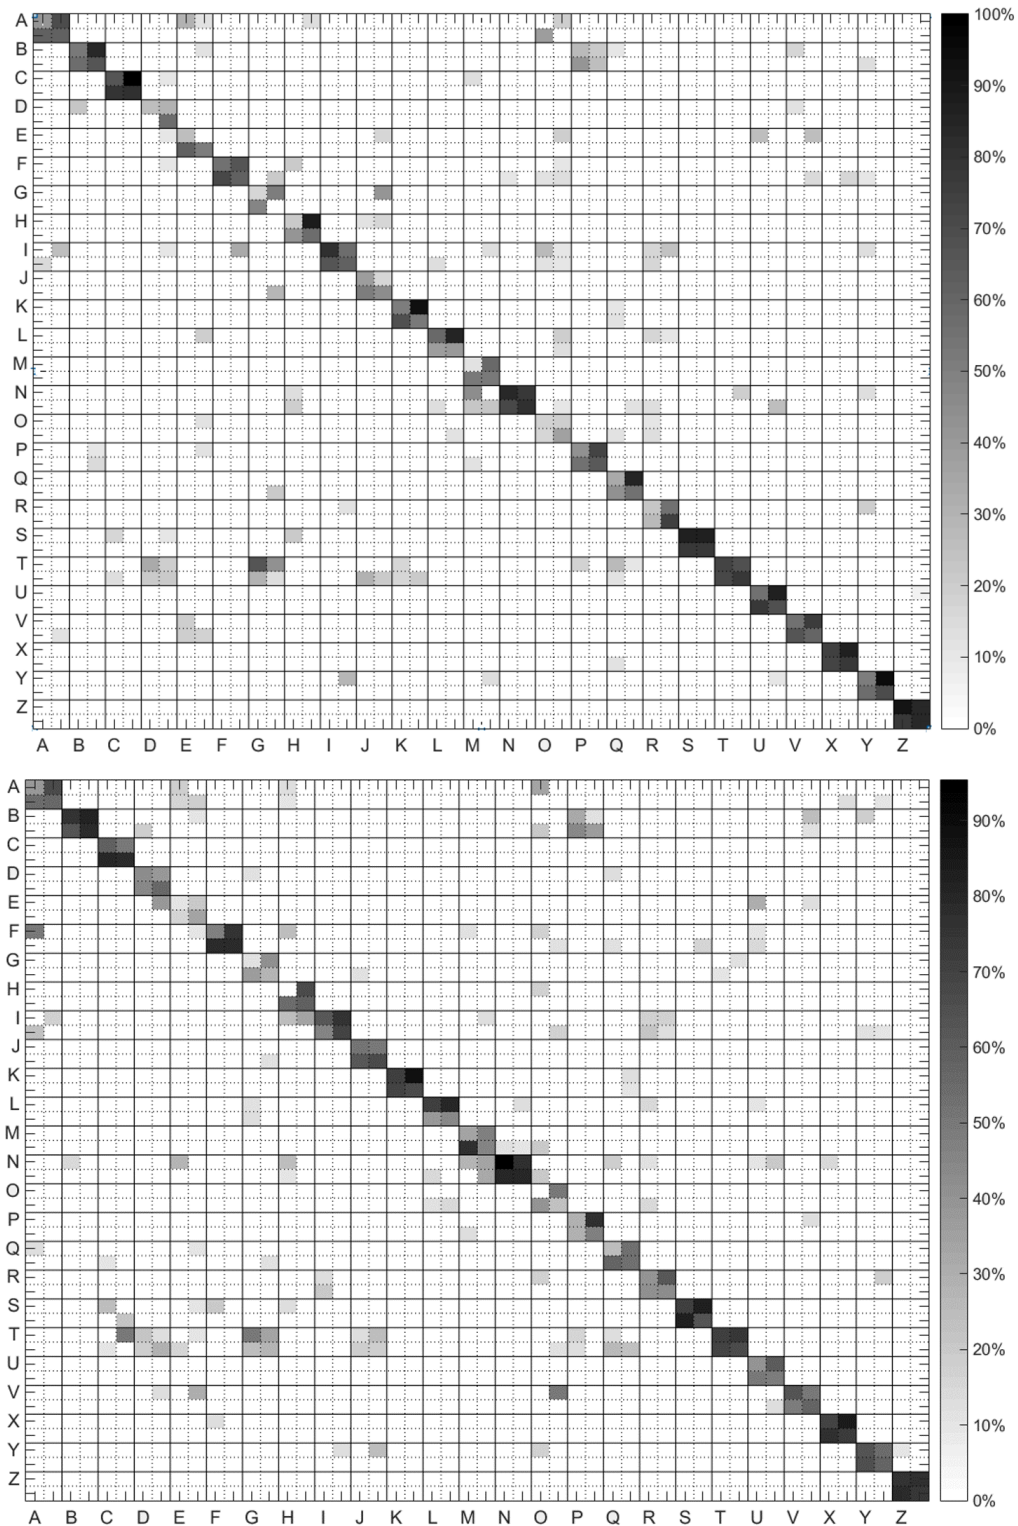 A
B
C
D
E
F
G
H
I
J
K
L
M
N
O
P
Q
R
S
T
U
V
X
Y
Z
A B C D E F G H I J K L M N O P Q R S T U V X Y Z
100%
90%
80%
70%
60%
50%
40%
30%
20%
10%
0%
A
B
C
D
E
F
G
H
I
J
K
L
M
N
O
P
Q
R
S
T
U
V
X
Y
Z
A B C D E F G H I J K L M N O P Q R S T U V X Y Z
90%
80%
70%
60%
50%
40%
30%
20%
10%
0%